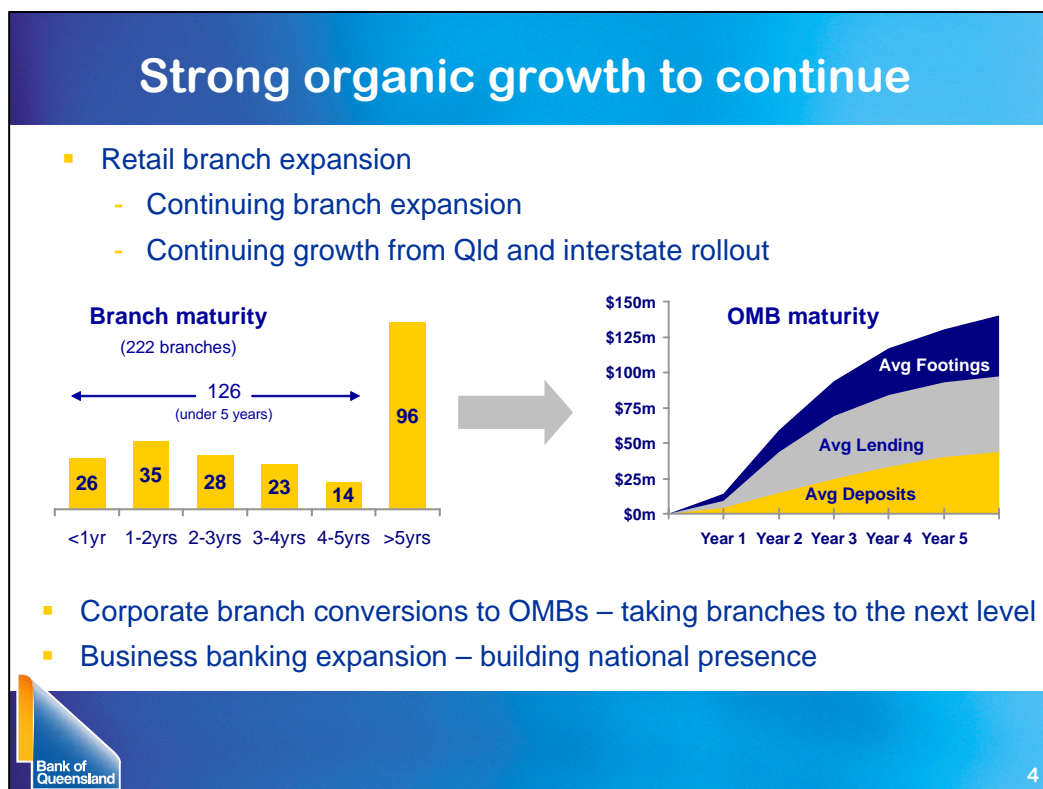 Strong organic growth to continue
▪ Retail branch expansion
- Continuing branch expansion
- Continuing growth from Qld and interstate rollout
Branch maturity
(222 branches)
126
(under 5 years)
26
35
28
23
14
96
<1yr 1-2yrs 2-3yrs 3-4yrs 4-5yrs >5yrs
OMB maturity
$150m
$125m
$100m
$75m
$50m
$25m
$0m
Avg Footings
Avg Lending
Avg Deposits
Year 1 Year 2 Year 3 Year 4 Year 5
▪ Corporate branch conversions to OMBs – taking branches to the next level
▪ Business banking expansion – building national presence
Bank of
Queensland
4